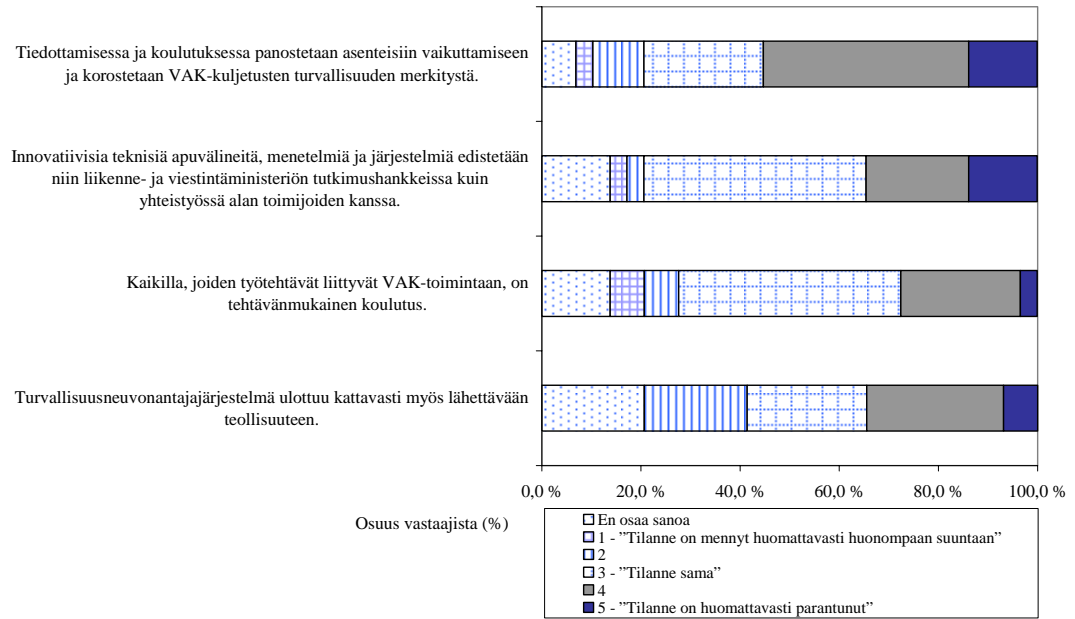 Tiedottamisessa ja koulutuksessa panostetaan asenteisiin vaikuttamiseen
ja korostetaan VAK-kuljetusten turvallisuuden merkitystä.
Innovatiivisia teknisiä apuvälineitä, menetelmiä ja järjestelmiä edistetään
niin liikenne- ja viestintäministeriön tutkimushankkeissa kuin
yhteistyössä alan toimijoiden kanssa.
Kaikilla, joiden työtehtävät liittyvät VAK-toimintaan, on
tehtävänmukainen koulutus.
Turvallisuusneuvonantajajärjestelmä ulottuu kattavasti myös lähettävään
teollisuuteen.
0,0 % 20,0 % 40,0 % 60,0 % 80,0 % 100,0 %
Osuus vastaajista (%)
En osaa sanoa
1 - ”Tilanne on mennyt huomattavasti huonompaan suuntaan”
2
3 - ”Tilanne sama”
4
5 - ”Tilanne on huomattavasti parantunut”